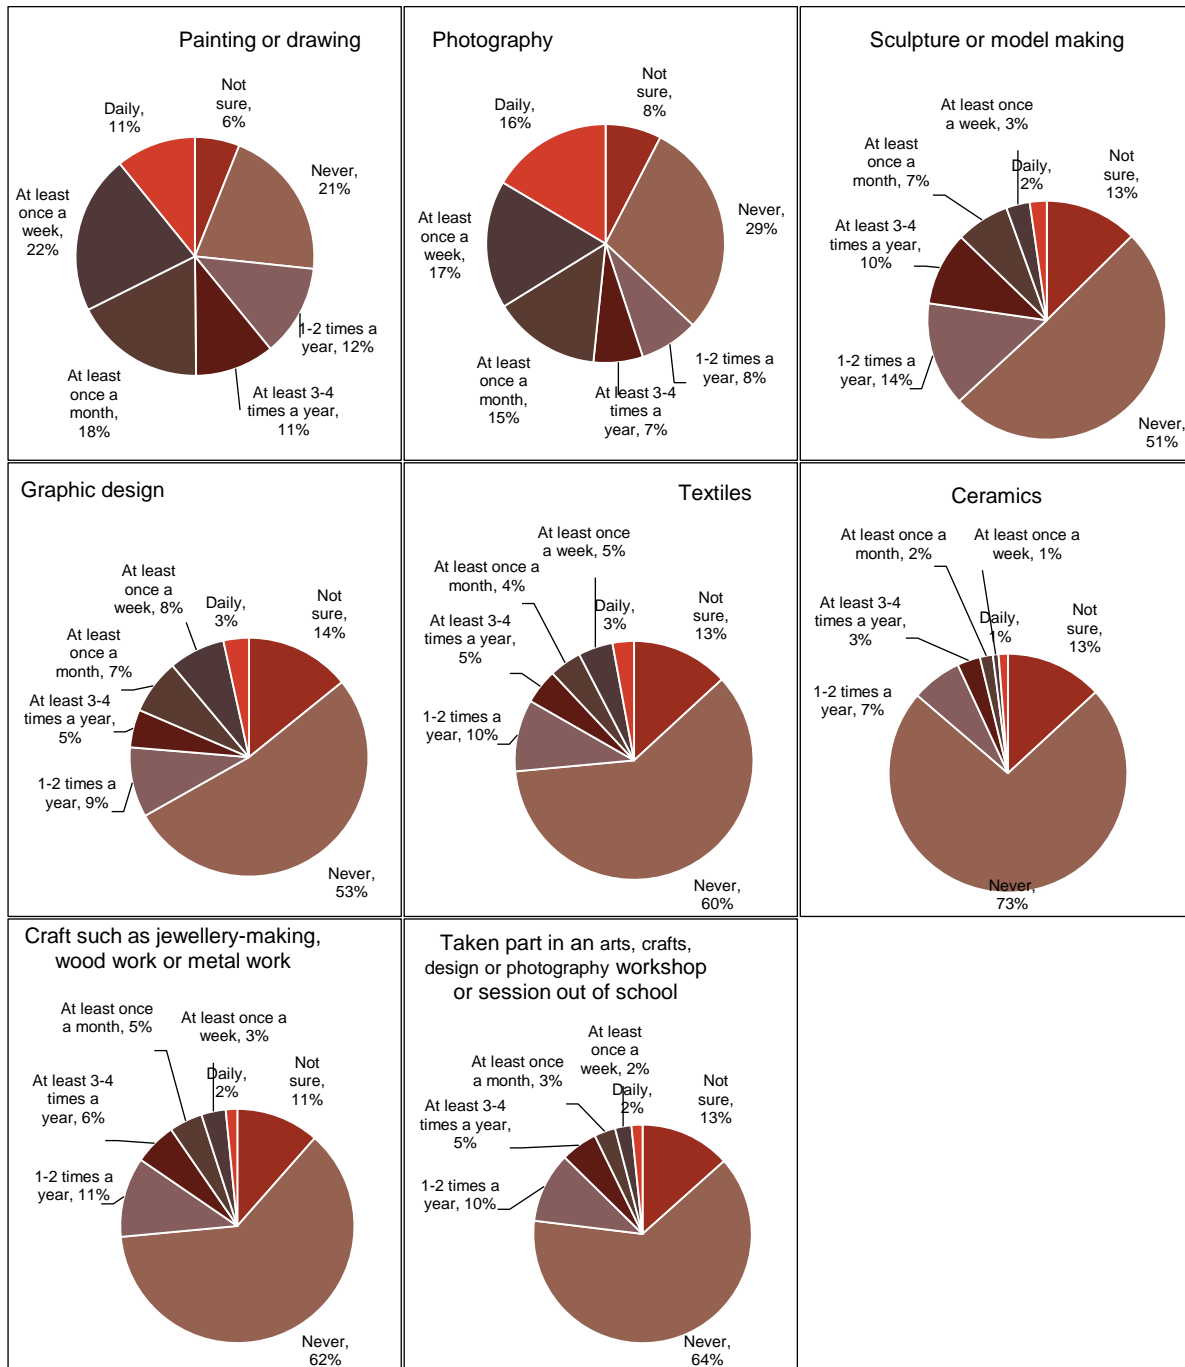 Painting or drawing
Daily,
11%
Not
sure,
6%
Never,
21%
1-2 times a
year, 12%
At least 3-4
times a year,
11%
At least
once a
month,
18%
At least
once a
week,
22%
Photography
Daily,
16%
Not
sure,
8%
Never,
29%
1-2 times a
year, 8%
At least 3-4
times a
year, 7%
At least
once a
month,
15%
At least
once a
week,
17%
Sculpture or model making
At least once
a week, 3%
Daily,
2%
Not
sure,
13%
Never,
51%
1-2 times a
year, 14%
At least 3-4
times a year,
10%
At least
once a
month, 7%
Graphic design
At least
once a
week, 8%
Daily,
3%
Not
sure,
14%
Never,
53%
1-2 times a
year, 9%
At least 3-4
times a year,
5%
At least
once a
month, 7%
Textiles
At least once
a week, 5%
Daily,
3%
Not
sure,
13%
Never,
60%
1-2 times a
year, 10%
At least 3-4
times a year,
5%
At least once a
month, 4%
Ceramics
At least once a
month, 2%
At least once a
week, 1%
Daily,
1%
Not
sure,
13%
Never,
73%
1-2 times a
year, 7%
At least 3-4
times a year,
3%
Craft such as jewellery-making,
wood work or metal work
At least once
a month, 5%
At least once a
week, 3%
Daily,
2%
Not
sure,
11%
Never,
62%
1-2 times a
year, 11%
At least 3-4
times a
year, 6%
Taken part in an arts, crafts,
design or photography workshop
or session out of school
At least
once a
week, 2%
Daily,
2%
Not
sure,
13%
Never,
64%
1-2 times a
year, 10%
At least 3-4
times a year,
5%
At least once
a month, 3%